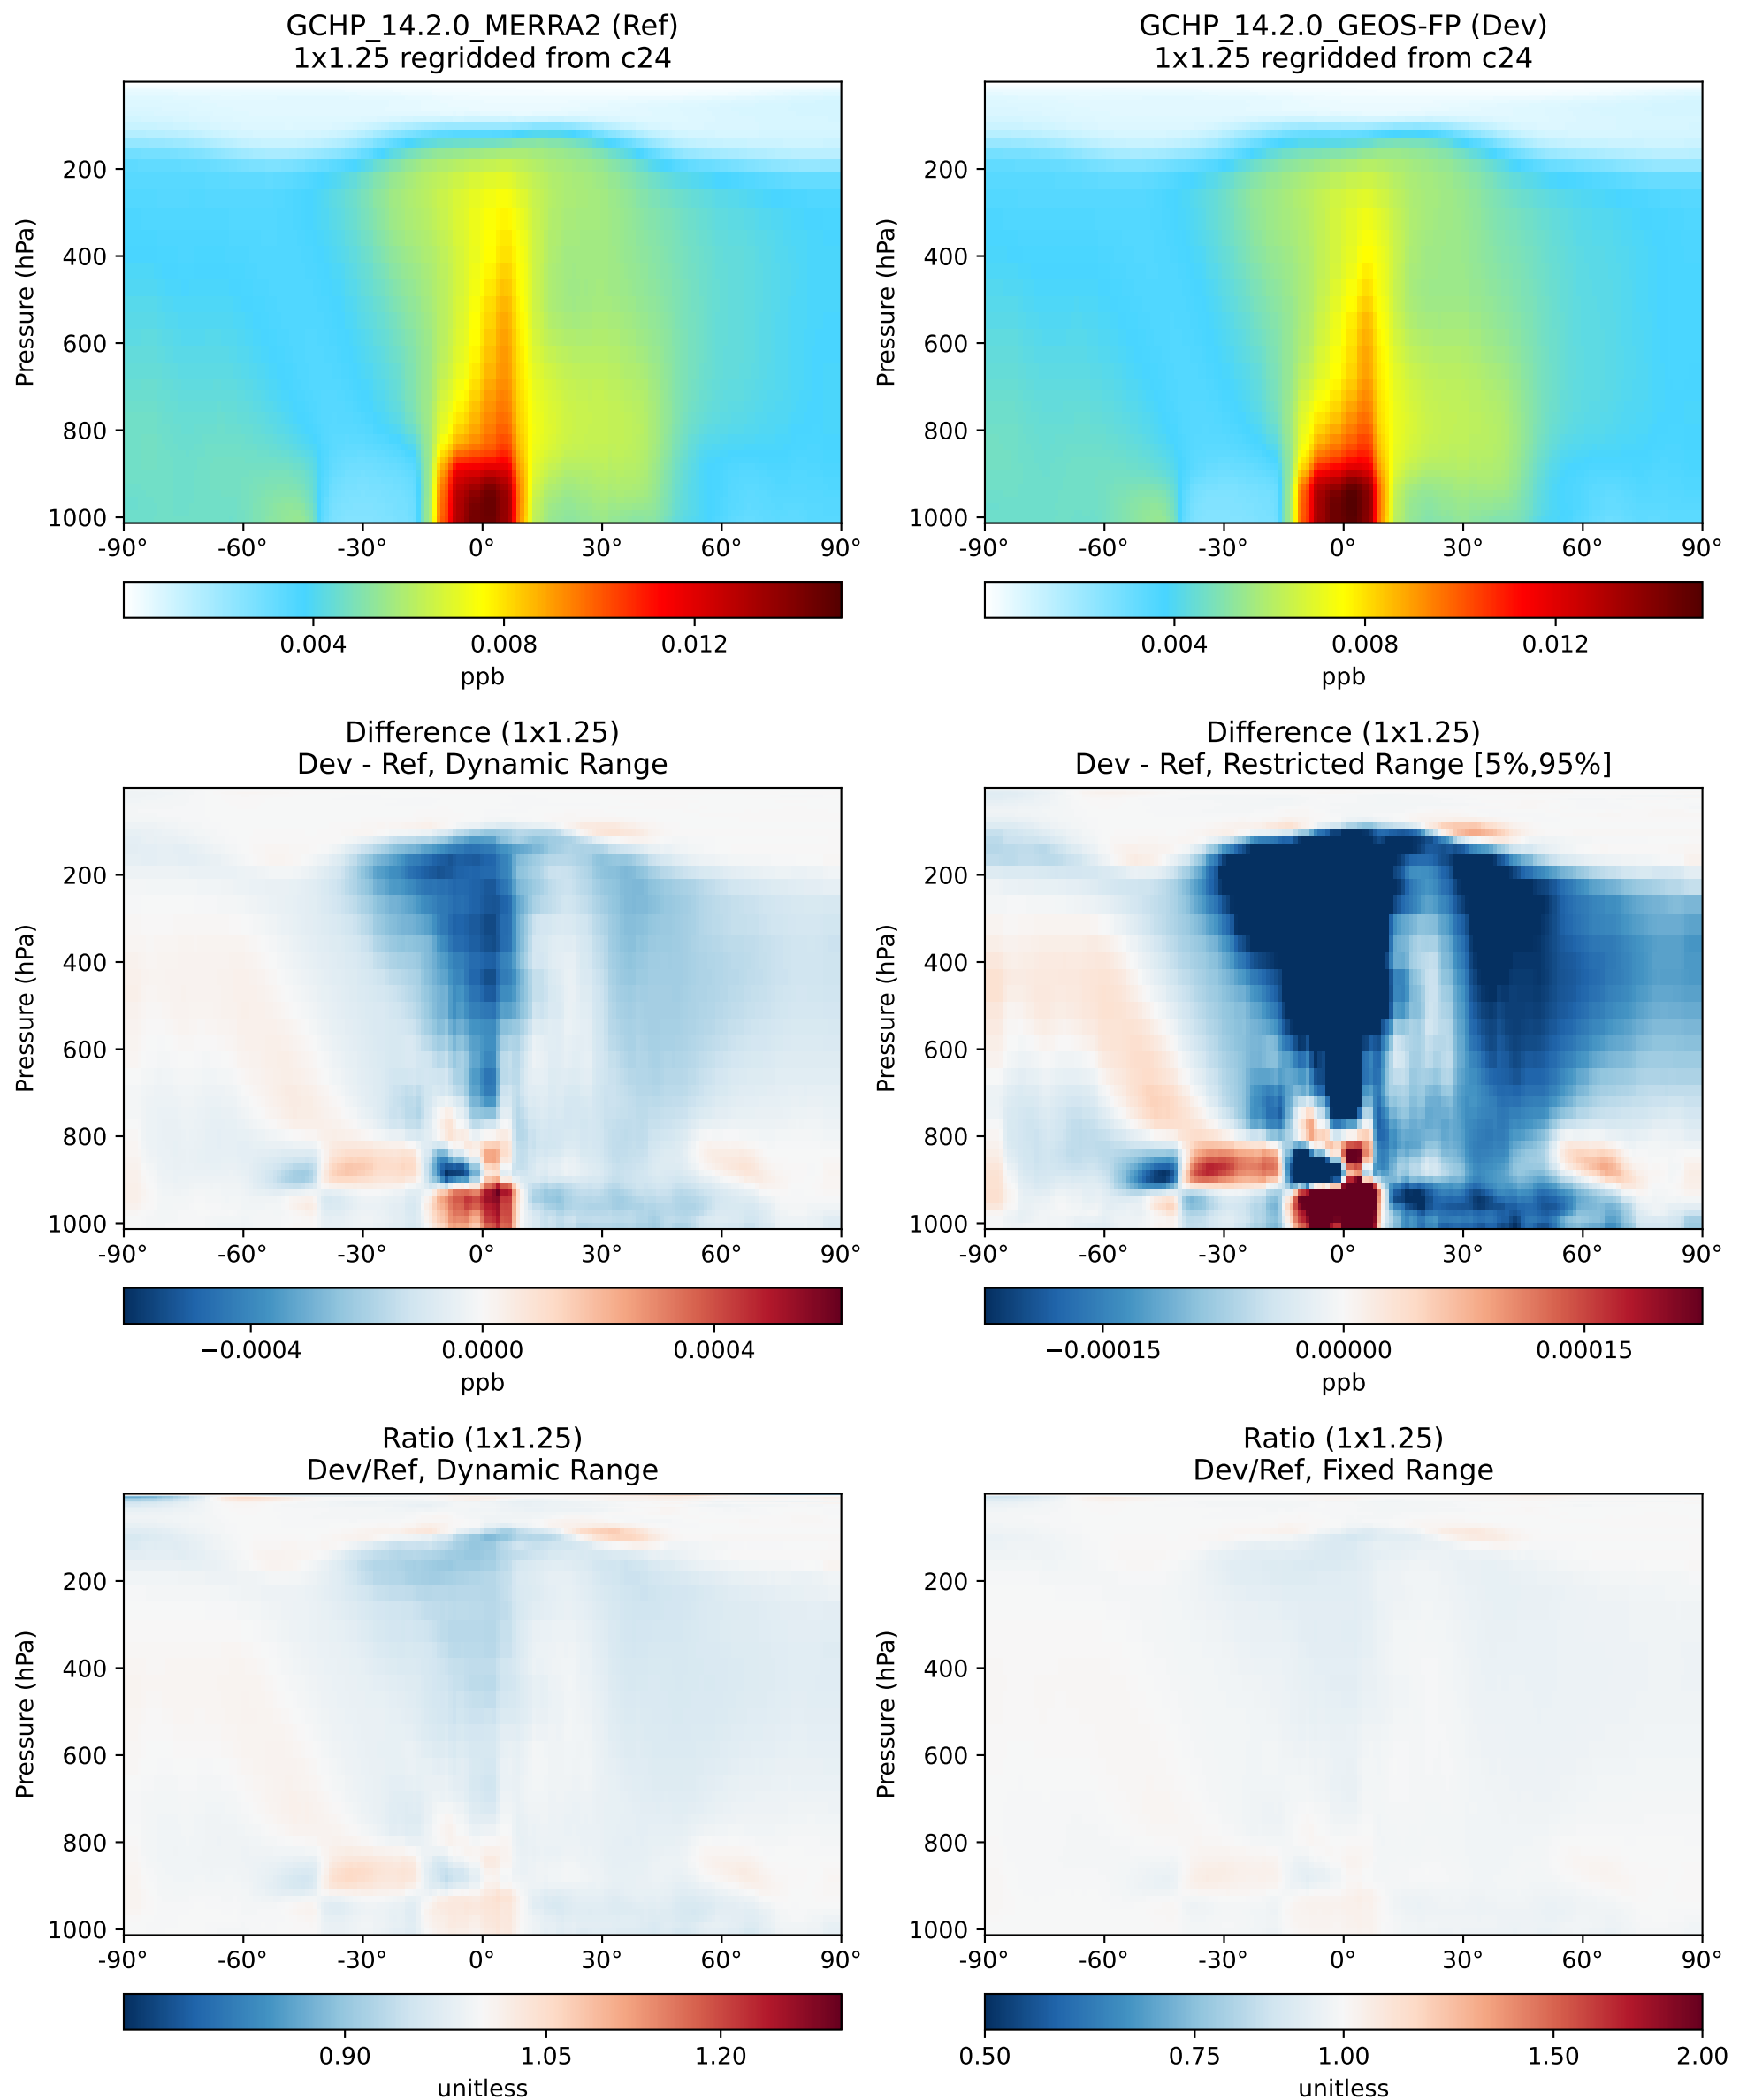 GCHP_14.2.0_MERRA2 (Ref)
1x1.25 regridded from c24
Pressure (hPa)
200
400
600
800
1000
-90° -60° -30° 0° 30° 60° 90°
0.004 0.008 0.012
ppb
GCHP_14.2.0_GEOS-FP (Dev)
1x1.25 regridded from c24
Pressure (hPa)
200
400
600
800
1000
-90° -60° -30° 0° 30° 60° 90°
0.004 0.008 0.012
ppb
Difference (1x1.25)
Dev - Ref, Dynamic Range
Pressure (hPa)
200
400
600
800
1000
-90° -60° -30° 0° 30° 60° 90°
−0.0004 0.0000 0.0004
ppb
Difference (1x1.25)
Dev - Ref, Restricted Range [5%,95%]
Pressure (hPa)
200
400
600
800
1000
-90° -60° -30° 0° 30° 60° 90°
−0.00015 0.00000 0.00015
ppb
Ratio (1x1.25)
Dev/Ref, Dynamic Range
Pressure (hPa)
200
400
600
800
1000
-90° -60° -30° 0° 30° 60° 90°
0.90 1.05 1.20
unitless
Ratio (1x1.25)
Dev/Ref, Fixed Range
Pressure (hPa)
200
400
600
800
1000
-90° -60° -30° 0° 30° 60° 90°
0.50 0.75 1.00 1.50 2.00
unitless